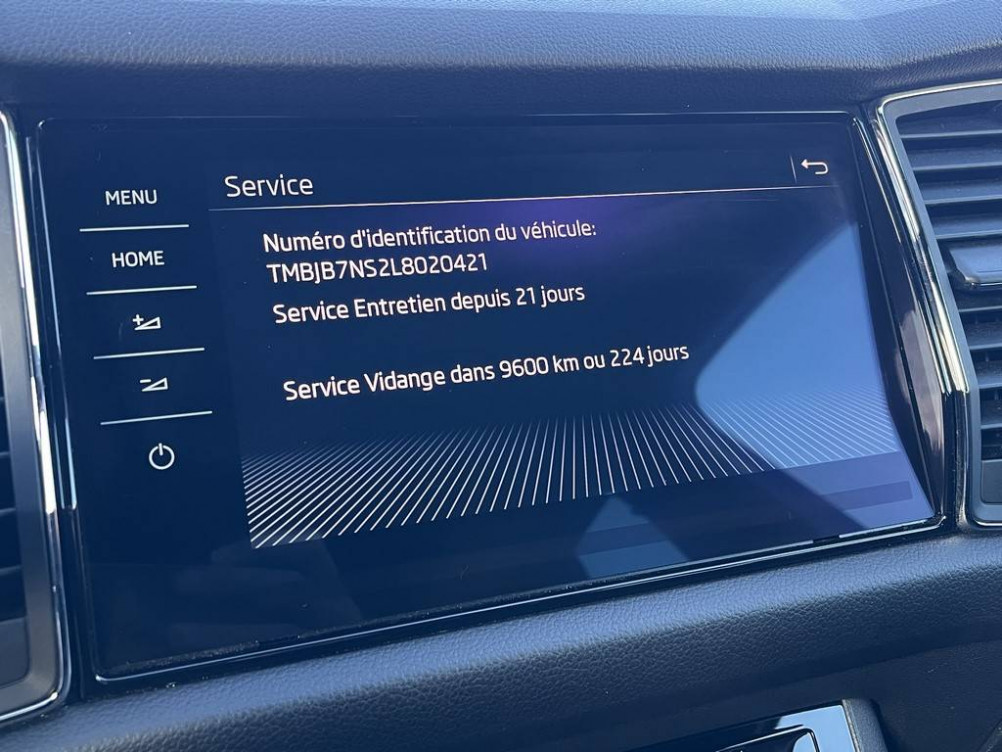 MENU
HOME
Service
Numéro d'identification du véhicule:
TMBJB7NS2L8020421
Service Entretien depuis 21 jours
Service Vidange dans 9600 km ou 224 jours